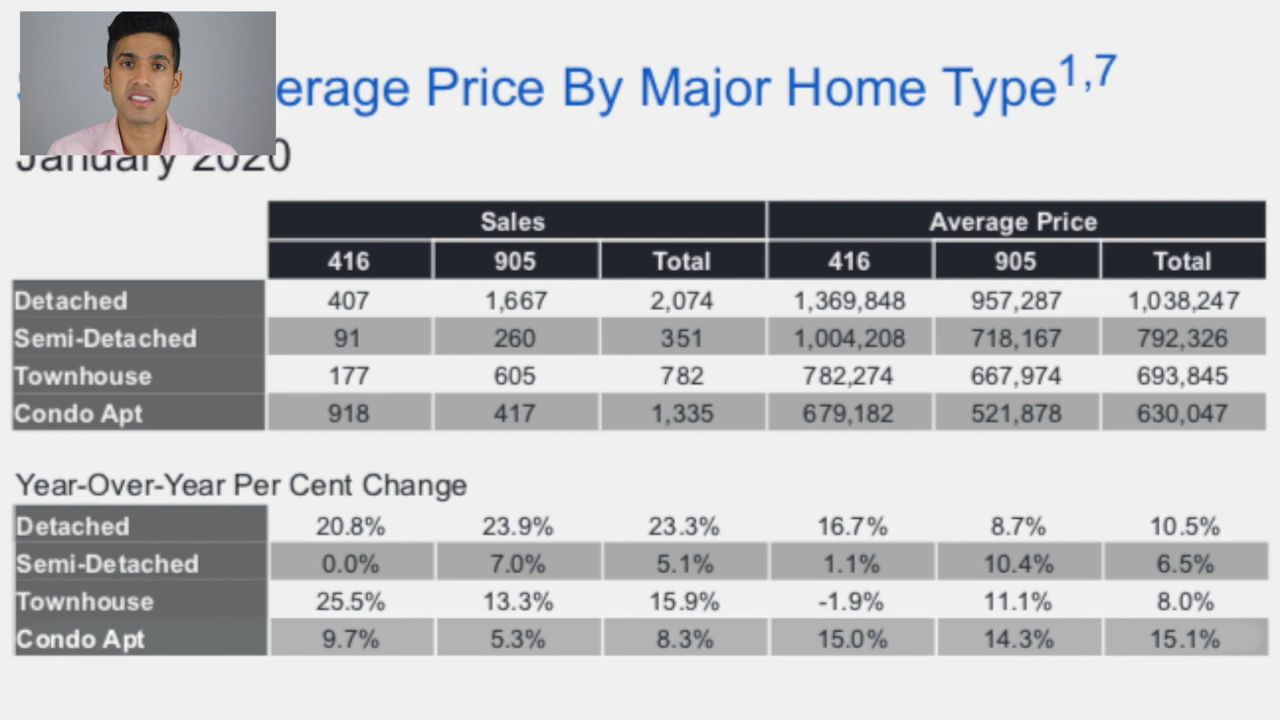 erage Price By Major Home Type1,7
January 2020
Sales Average Price
416 905 Total 416 905 Total
Detached 407 1,667 2,074 1,369,848 957,287 1,038,247
Semi-Detached 91 260 351 1,004,208 718,167 792,326
Townhouse 177 605 782 782,274 667,974 693,845
Condo Apt 918 417 1,335 679,182 521,878 630,047
Year-Over-Year Per Cent Change
Detached 20.8% 23.9% 23.3% 16.7% 8.7% 10.5%
Semi-Detached 0.0% 7.0% 5.1% 1.1% 10.4% 6.5%
Townhouse 25.5% 13.3% 15.9% -1.9% 11.1% 8.0%
Condo Apt 9.7% 5.3% 8.3% 15.0% 14.3% 15.1%